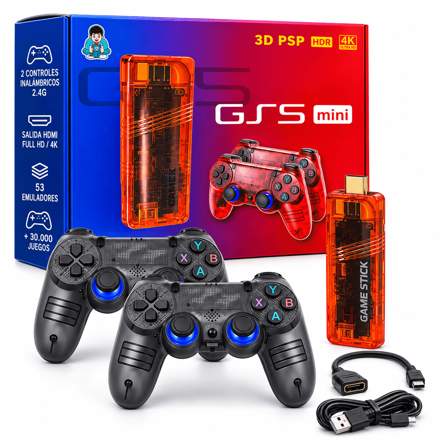 3D PSP HDR 4K
GS5 mini
GS5
2 CONTROLES
INALÁMBRICOS
2.4G
SALIDA HDMI
FULL HD / 4K
53
EMULADORES
+ 30.000
JUEGOS
GAME STICK
Y
X B
A
Y
X B
A